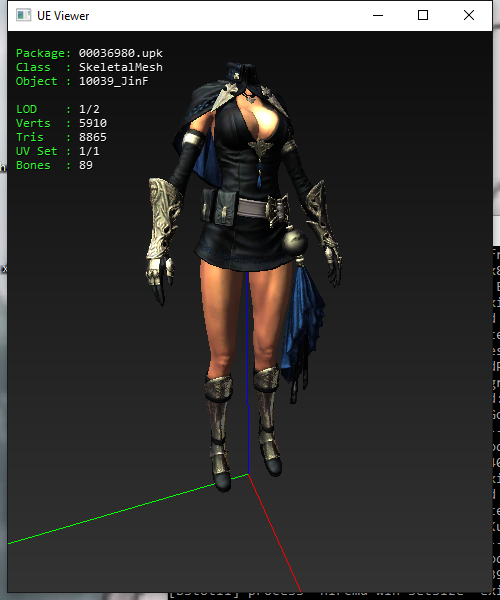 UE Viewer
Package: 00036980.upk
Class : SkeletalMesh
Object : 10039_JinF
LOD : 1/2
Verts : 5910
Tris : 8865
UV Set : 1/1
Bones : 89